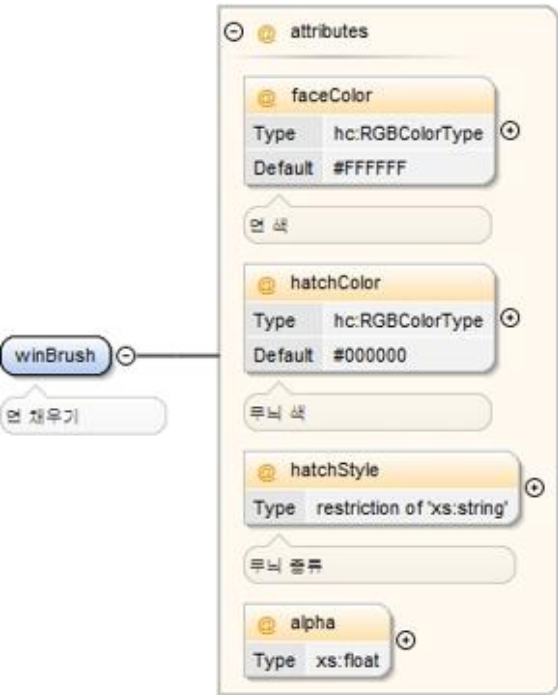 attributes
@ faceColor
Type hc:RGBColorType
Default #FFFFFF
면 색
@ hatchColor
Type hc:RGBColorType
Default #000000
무늬 색
winBrush
면 채우기
@ hatchStyle
Type restriction of 'xs:string'
무늬 종류
@ alpha
Type xs:float